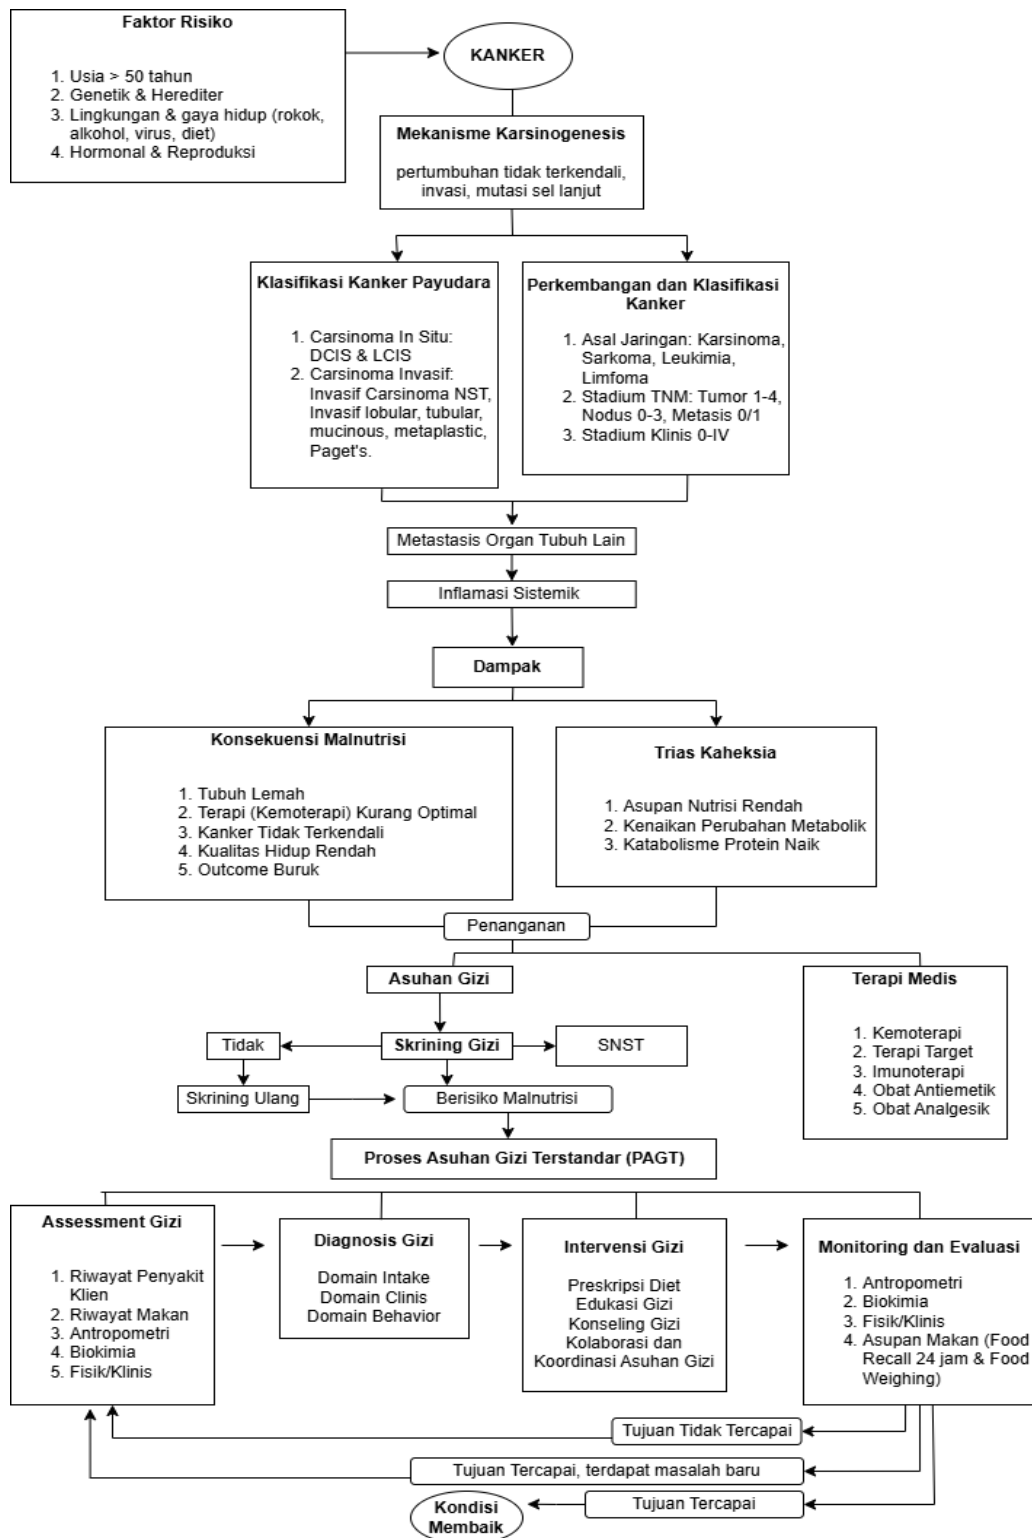 Faktor Risiko
1. Usia > 50 tahun
2. Genetik & Herediter
3. Lingkungan & gaya hidup (rokok,
alkohol, virus, diet)
4. Hormonal & Reproduksi
KANKER
Mekanisme Karsinogenesis
pertumbuhan tidak terkendali,
invasi, mutasi sel lanjut
Klasifikasi Kanker Payudara
1. Carsinoma In Situ:
DCIS & LCIS
2. Carsinoma Invasif:
Invasif Carsinoma NST,
Invasif lobular, tubular,
mucinous, metaplastic,
Paget's.
Perkembangan dan Klasifikasi
Kanker
1. Asal Jaringan: Karsinoma,
Sarkoma, Leukimia,
Limfoma
2. Stadium TNM: Tumor 1-4,
Nodus 0-3, Metasis 0/1
3. Stadium Klinis 0-IV
Metastasis Organ Tubuh Lain
Inflamasi Sistemik
Dampak
Konsekuensi Malnutrisi
1. Tubuh Lemah
2. Terapi (Kemoterapi) Kurang Optimal
3. Kanker Tidak Terkendali
4. Kualitas Hidup Rendah
5. Outcome Buruk
Trias Kaheksia
1. Asupan Nutrisi Rendah
2. Kenaikan Perubahan Metabolik
3. Katabolisme Protein Naik
Penanganan
Asuhan Gizi
Terapi Medis
1. Kemoterapi
2. Terapi Target
3. Imunoterapi
4. Obat Antiemetik
5. Obat Analgesik
Tidak
Skrining Gizi
SNST
Skrining Ulang
Berisiko Malnutrisi
Proses Asuhan Gizi Terstandar (PAGT)
Assessment Gizi
1. Riwayat Penyakit
Klien
2. Riwayat Makan
3. Antropometri
4. Biokimia
5. Fisik/Klinis
Diagnosis Gizi
Domain Intake
Domain Clinis
Domain Behavior
Intervensi Gizi
Preskripsi Diet
Edukasi Gizi
Konseling Gizi
Kolaborasi dan
Koordinasi Asuhan Gizi
Monitoring dan Evaluasi
1. Antropometri
2. Biokimia
3. Fisik/Klinis
4. Asupan Makan (Food
Recall 24 jam & Food
Weighing)
Tujuan Tidak Tercapai
Tujuan Tercapai, terdapat masalah baru
Tujuan Tercapai
Kondisi
Membaik